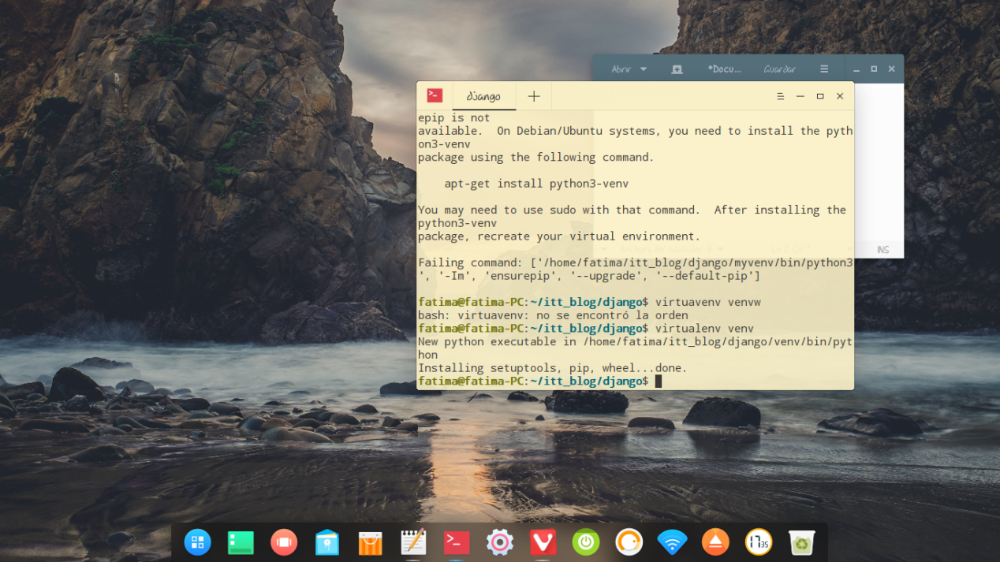 Abrir
*Docu...
Guardar
django
epip is not
available.  On Debian/Ubuntu systems, you need to install the pyth
on3-venv
package using the following command.
    apt-get install python3-venv
You may need to use sudo with that command.  After installing the
python3-venv
package, recreate your virtual environment.
Failing command: ['/home/fatima/itt_blog/django/myvenv/bin/python3
', '-Im', 'ensurepip', '--upgrade', '--default-pip']
fatima@fatima-PC:~/itt_blog/django$ virtuavenv venvw
bash: virtuavenv: no se encontró la orden
fatima@fatima-PC:~/itt_blog/django$ virtualenv venv
New python executable in /home/fatima/itt_blog/django/venv/bin/pyt
hon
Installing setuptools, pip, wheel...done.
fatima@fatima-PC:~/itt_blog/django$
INS
17 35